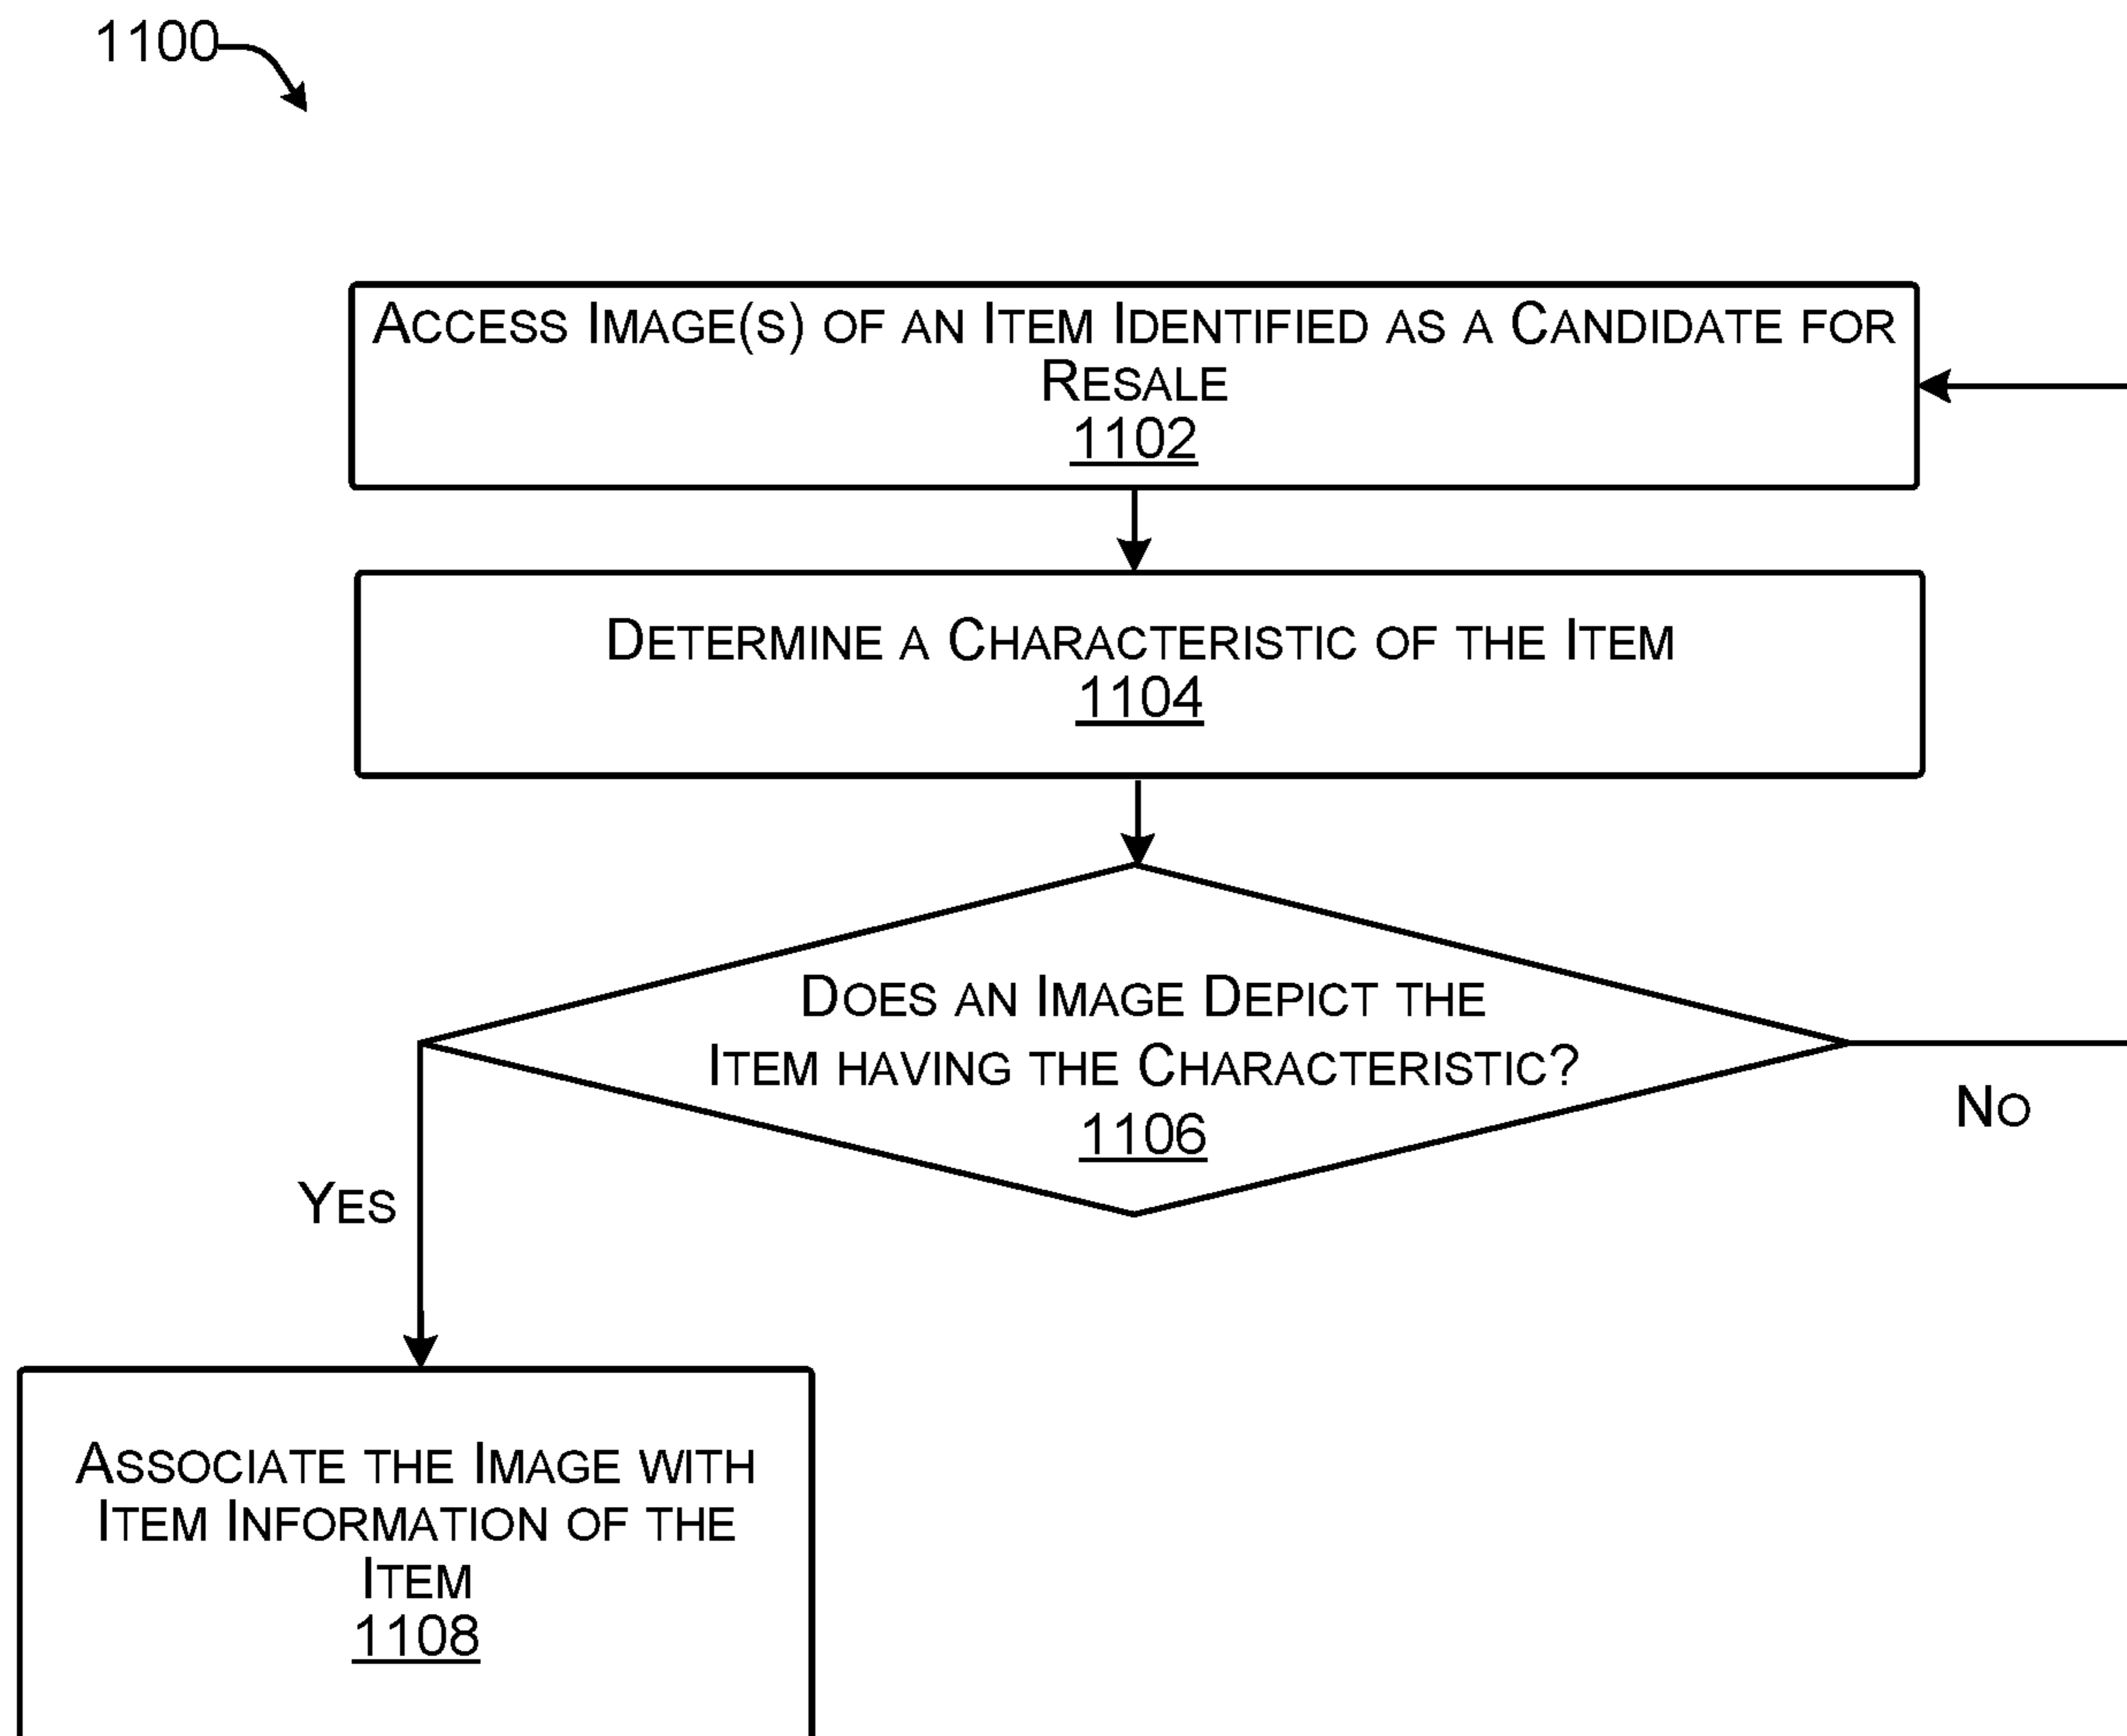 1100
Access Image(s) of an Item Identified as a Candidate for
Resale
1102
Determine a Characteristic of the Item
1104
Does an Image Depict the
Item having the Characteristic?
1106
No
Yes
Associate the Image with
Item Information of the
Item
1108